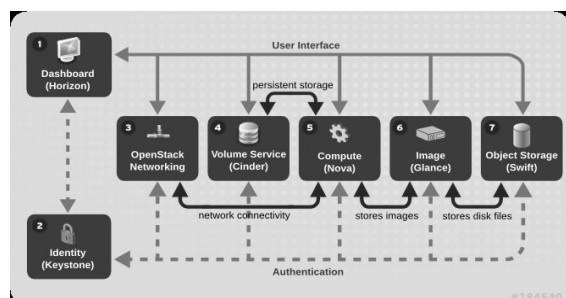 1
Dashboard
(Horizon)
User Interface
persistent storage
3
OpenStack
Networking
4
Volume Service
(Cinder)
5
Compute
(Nova)
6
Image
(Glance)
7
Object Storage
(Swift)
network connectivity
stores images
stores disk files
2
Identity
(Keystone)
Authentication
#184540